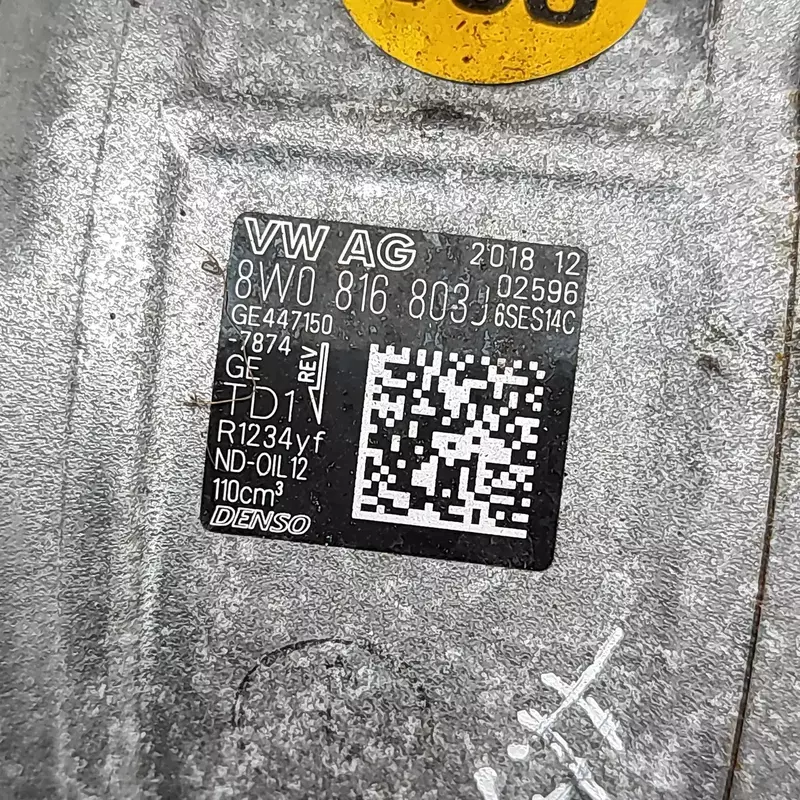 VW AG 2018 12
8W0 816 803J 02596
GE447150 6SES14C
-7874
GE
REV
TD1
R1234yf
ND-OIL12
110cm³
DENSO